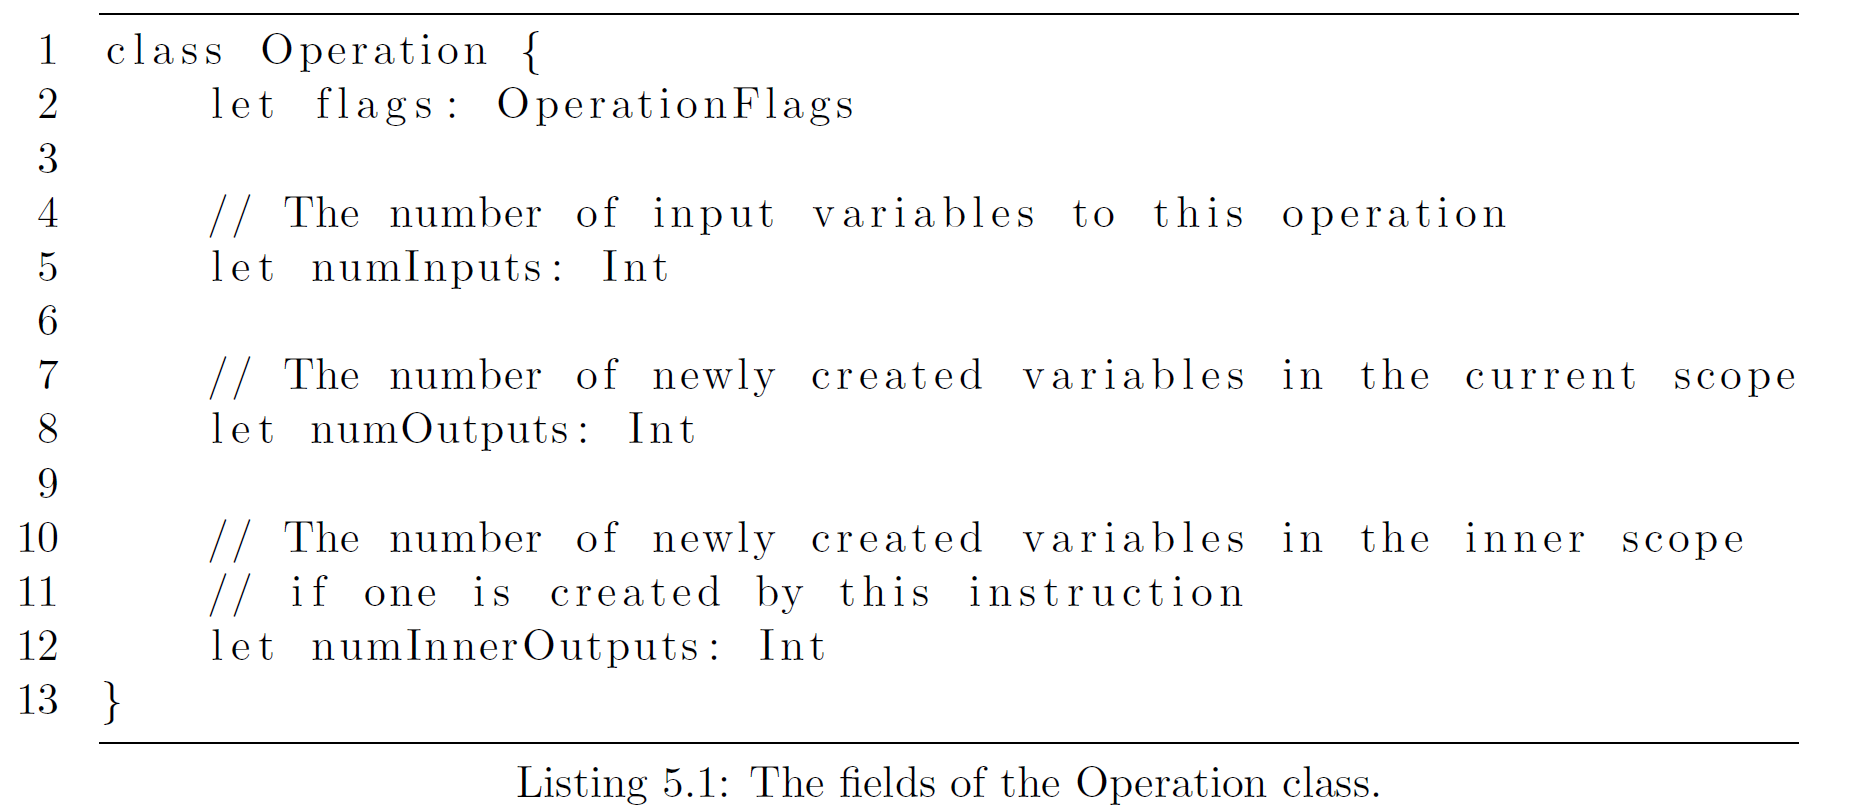 1 class Operation {
2 let flags: OperationFlags
3
4 // The number of input variables to this operation
5 let numInputs: Int
6
7 // The number of newly created variables in the current scope
8 let numOutputs: Int
9
10 // The number of newly created variables in the inner scope
11 // if one is created by this instruction
12 let numInnerOutputs: Int
13 }
Listing 5.1: The fields of the Operation class.